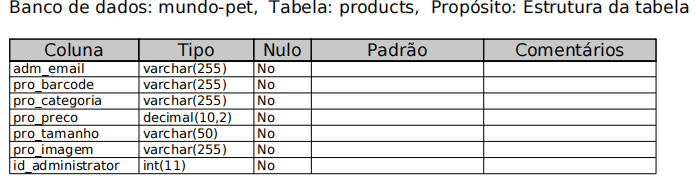 Banco de dados: mundo-pet, Tabela: products, Propósito: Estrutura da tabela
Coluna Tipo Nulo Padrão Comentários
adm_email varchar(255) No
pro_barcode varchar(255) No
pro_categoria varchar(255) No
pro_preco decimal(10,2) No
pro_tamanho varchar(50) No
pro_imagem varchar(255) No
id_administrator int(11) No